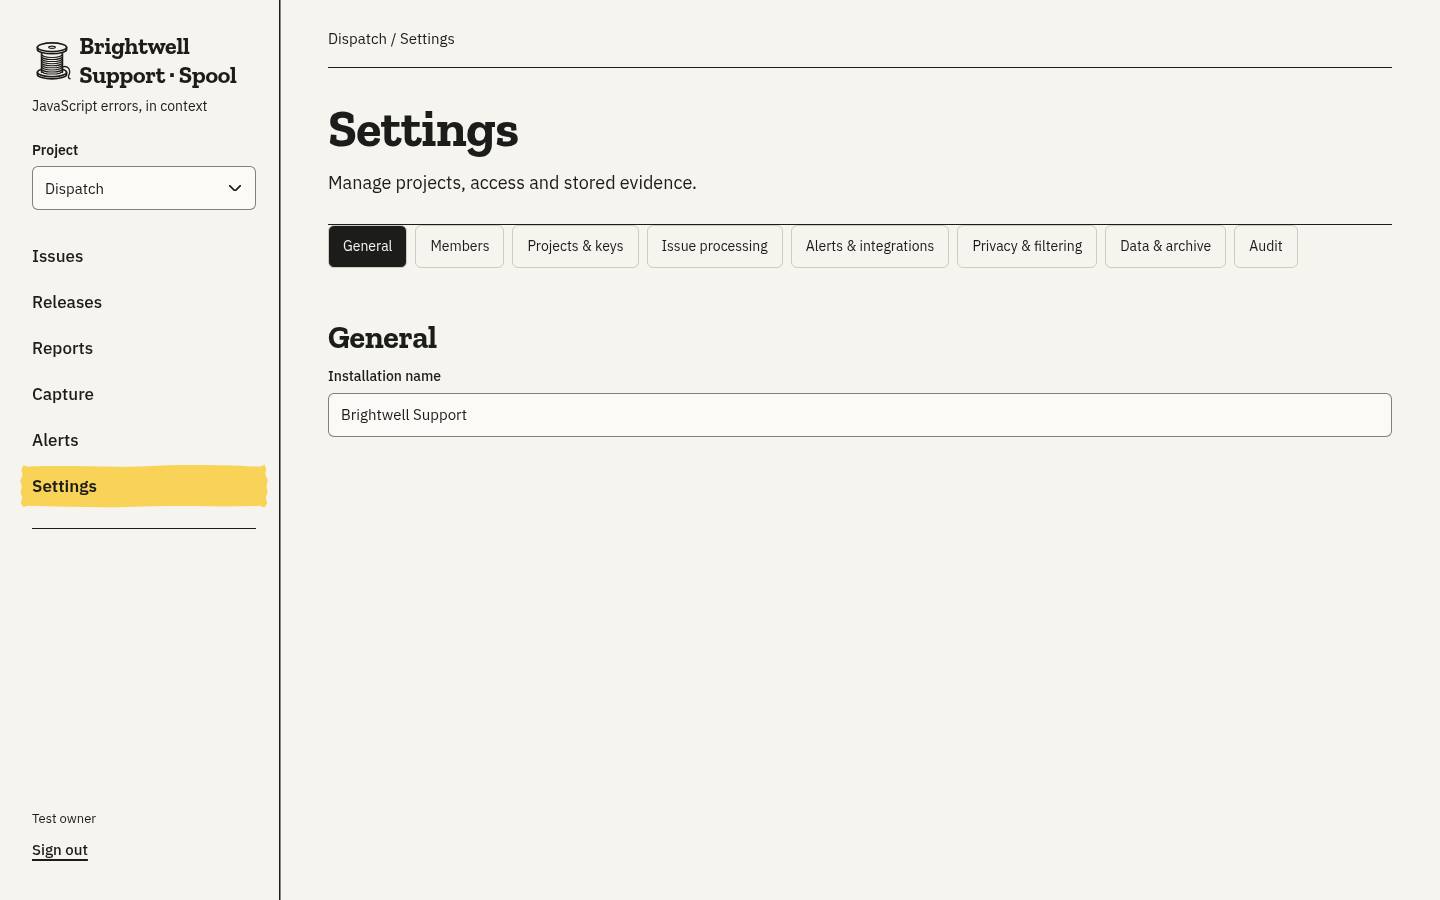 Brightwell
Support · Spool
JavaScript errors, in context
Project
Dispatch
Issues
Releases
Reports
Capture
Alerts
Settings
Test owner
Sign out
Dispatch / Settings
Settings
Manage projects, access and stored evidence.
General
Members
Projects & keys
Issue processing
Alerts & integrations
Privacy & filtering
Data & archive
Audit
General
Installation name
Brightwell Support